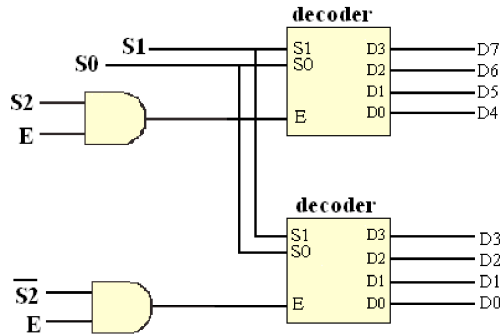 decoder
S1
S0
S1 D3 D7
S0 D2 D6
D1 D5
S2
E D0 D4
E
decoder
S1 D3 D3
S0 D2 D2
D1 D1
S̅2̅
E D0 D0
E